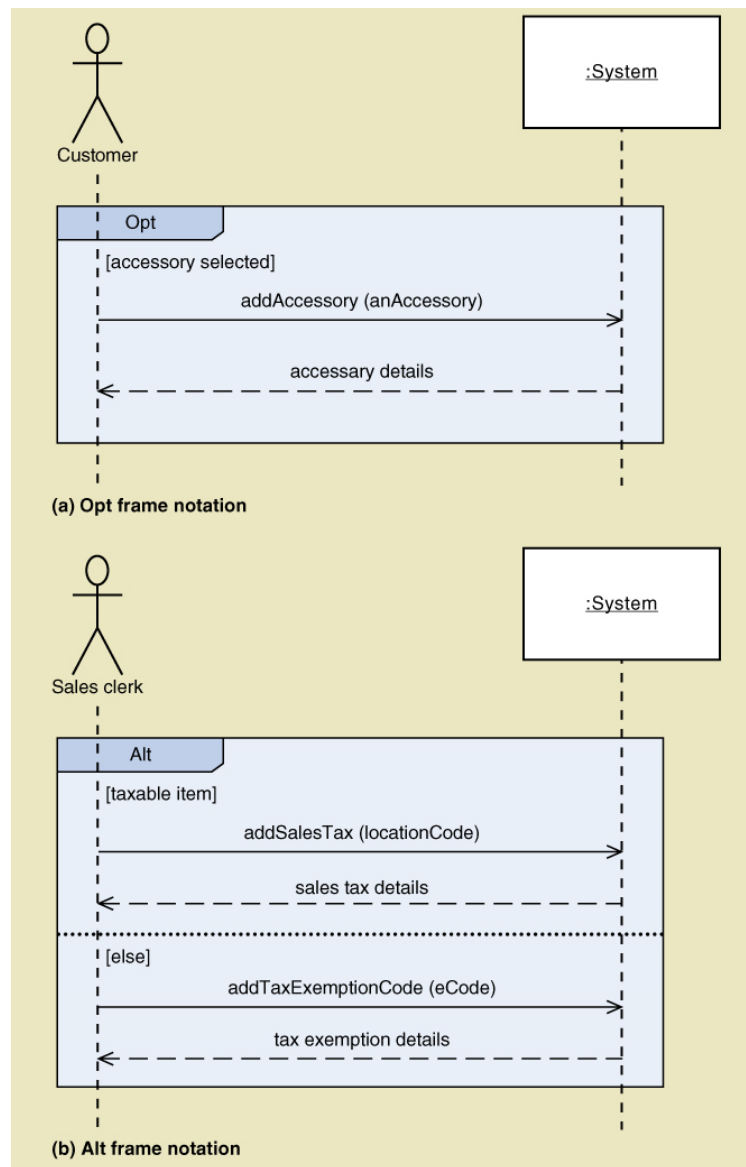 :System
Customer
Opt
[accessory selected]
addAccessory (anAccessory)
accessary details
(a) Opt frame notation
:System
Sales clerk
Alt
[taxable item]
addSalesTax (locationCode)
sales tax details
[else]
addTaxExemptionCode (eCode)
tax exemption details
(b) Alt frame notation